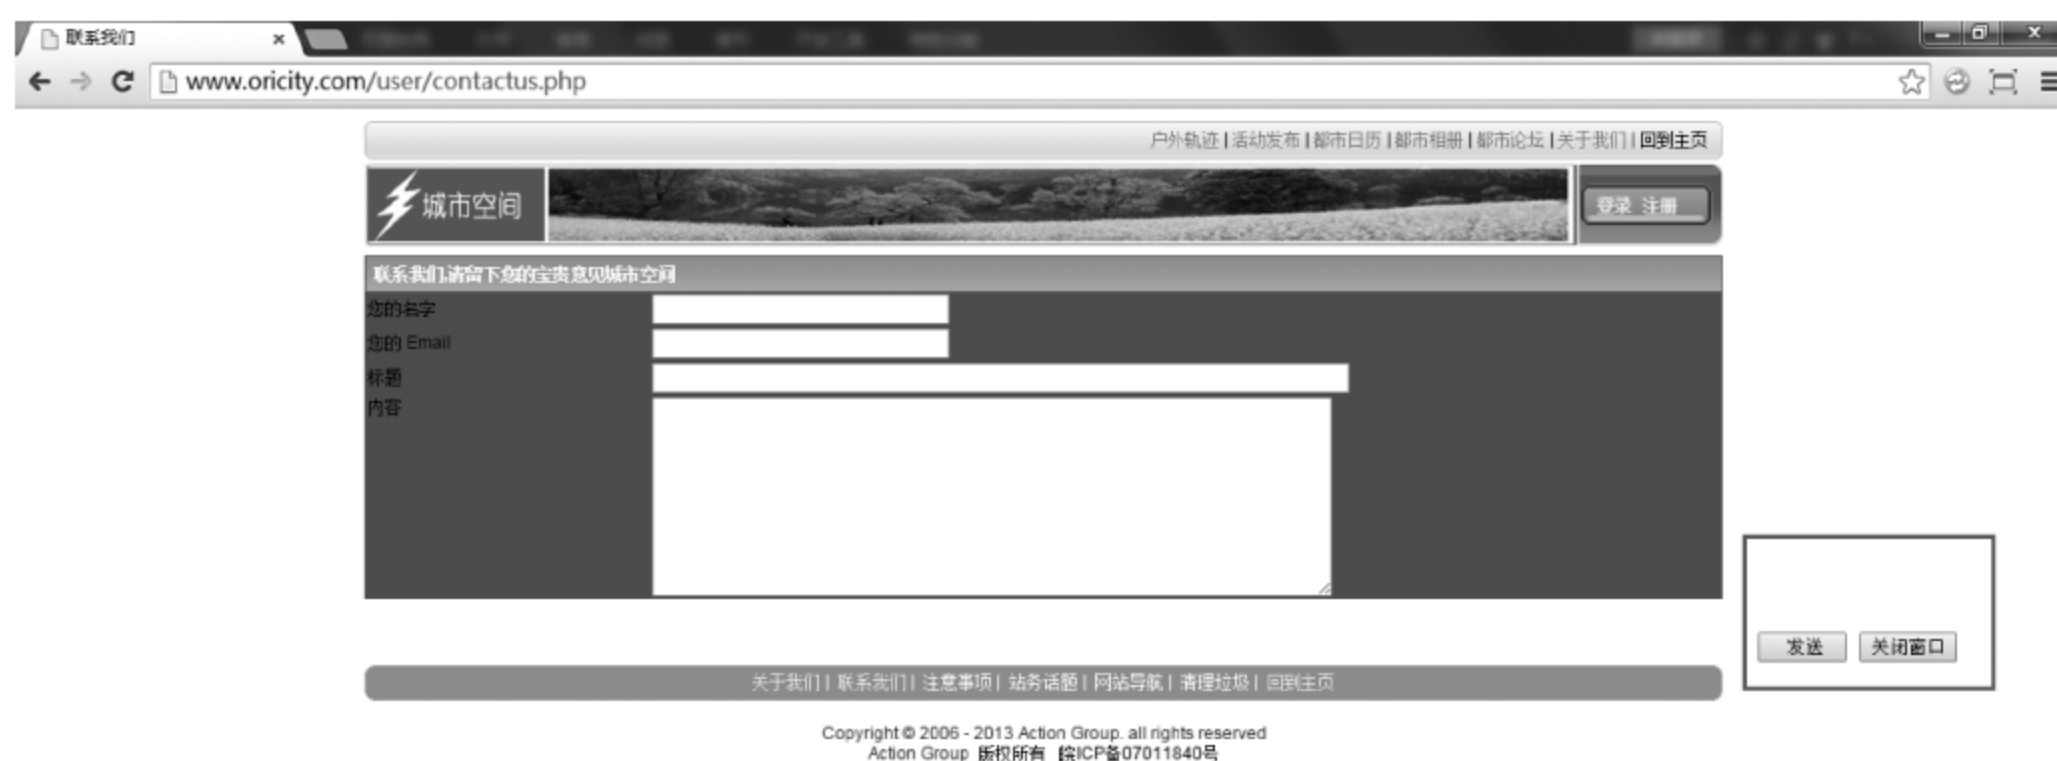 联系我们
www.oricity.com/user/contactus.php
户外轨迹 | 活动发布 | 都市日历 | 都市相册 | 都市论坛 | 关于我们 | 回到主页
城市空间
登录 注册
联系我们,请留下您的宝贵意见城市空间
您的名字
您的 Email
标题
内容
发送 关闭窗口
关于我们 | 联系我们 | 注意事项 | 站务话题 | 网站导航 | 清理垃圾 | 回到主页
Copyright © 2006 - 2013 Action Group. all rights reserved
Action Group 版权所有 皖ICP备07011840号